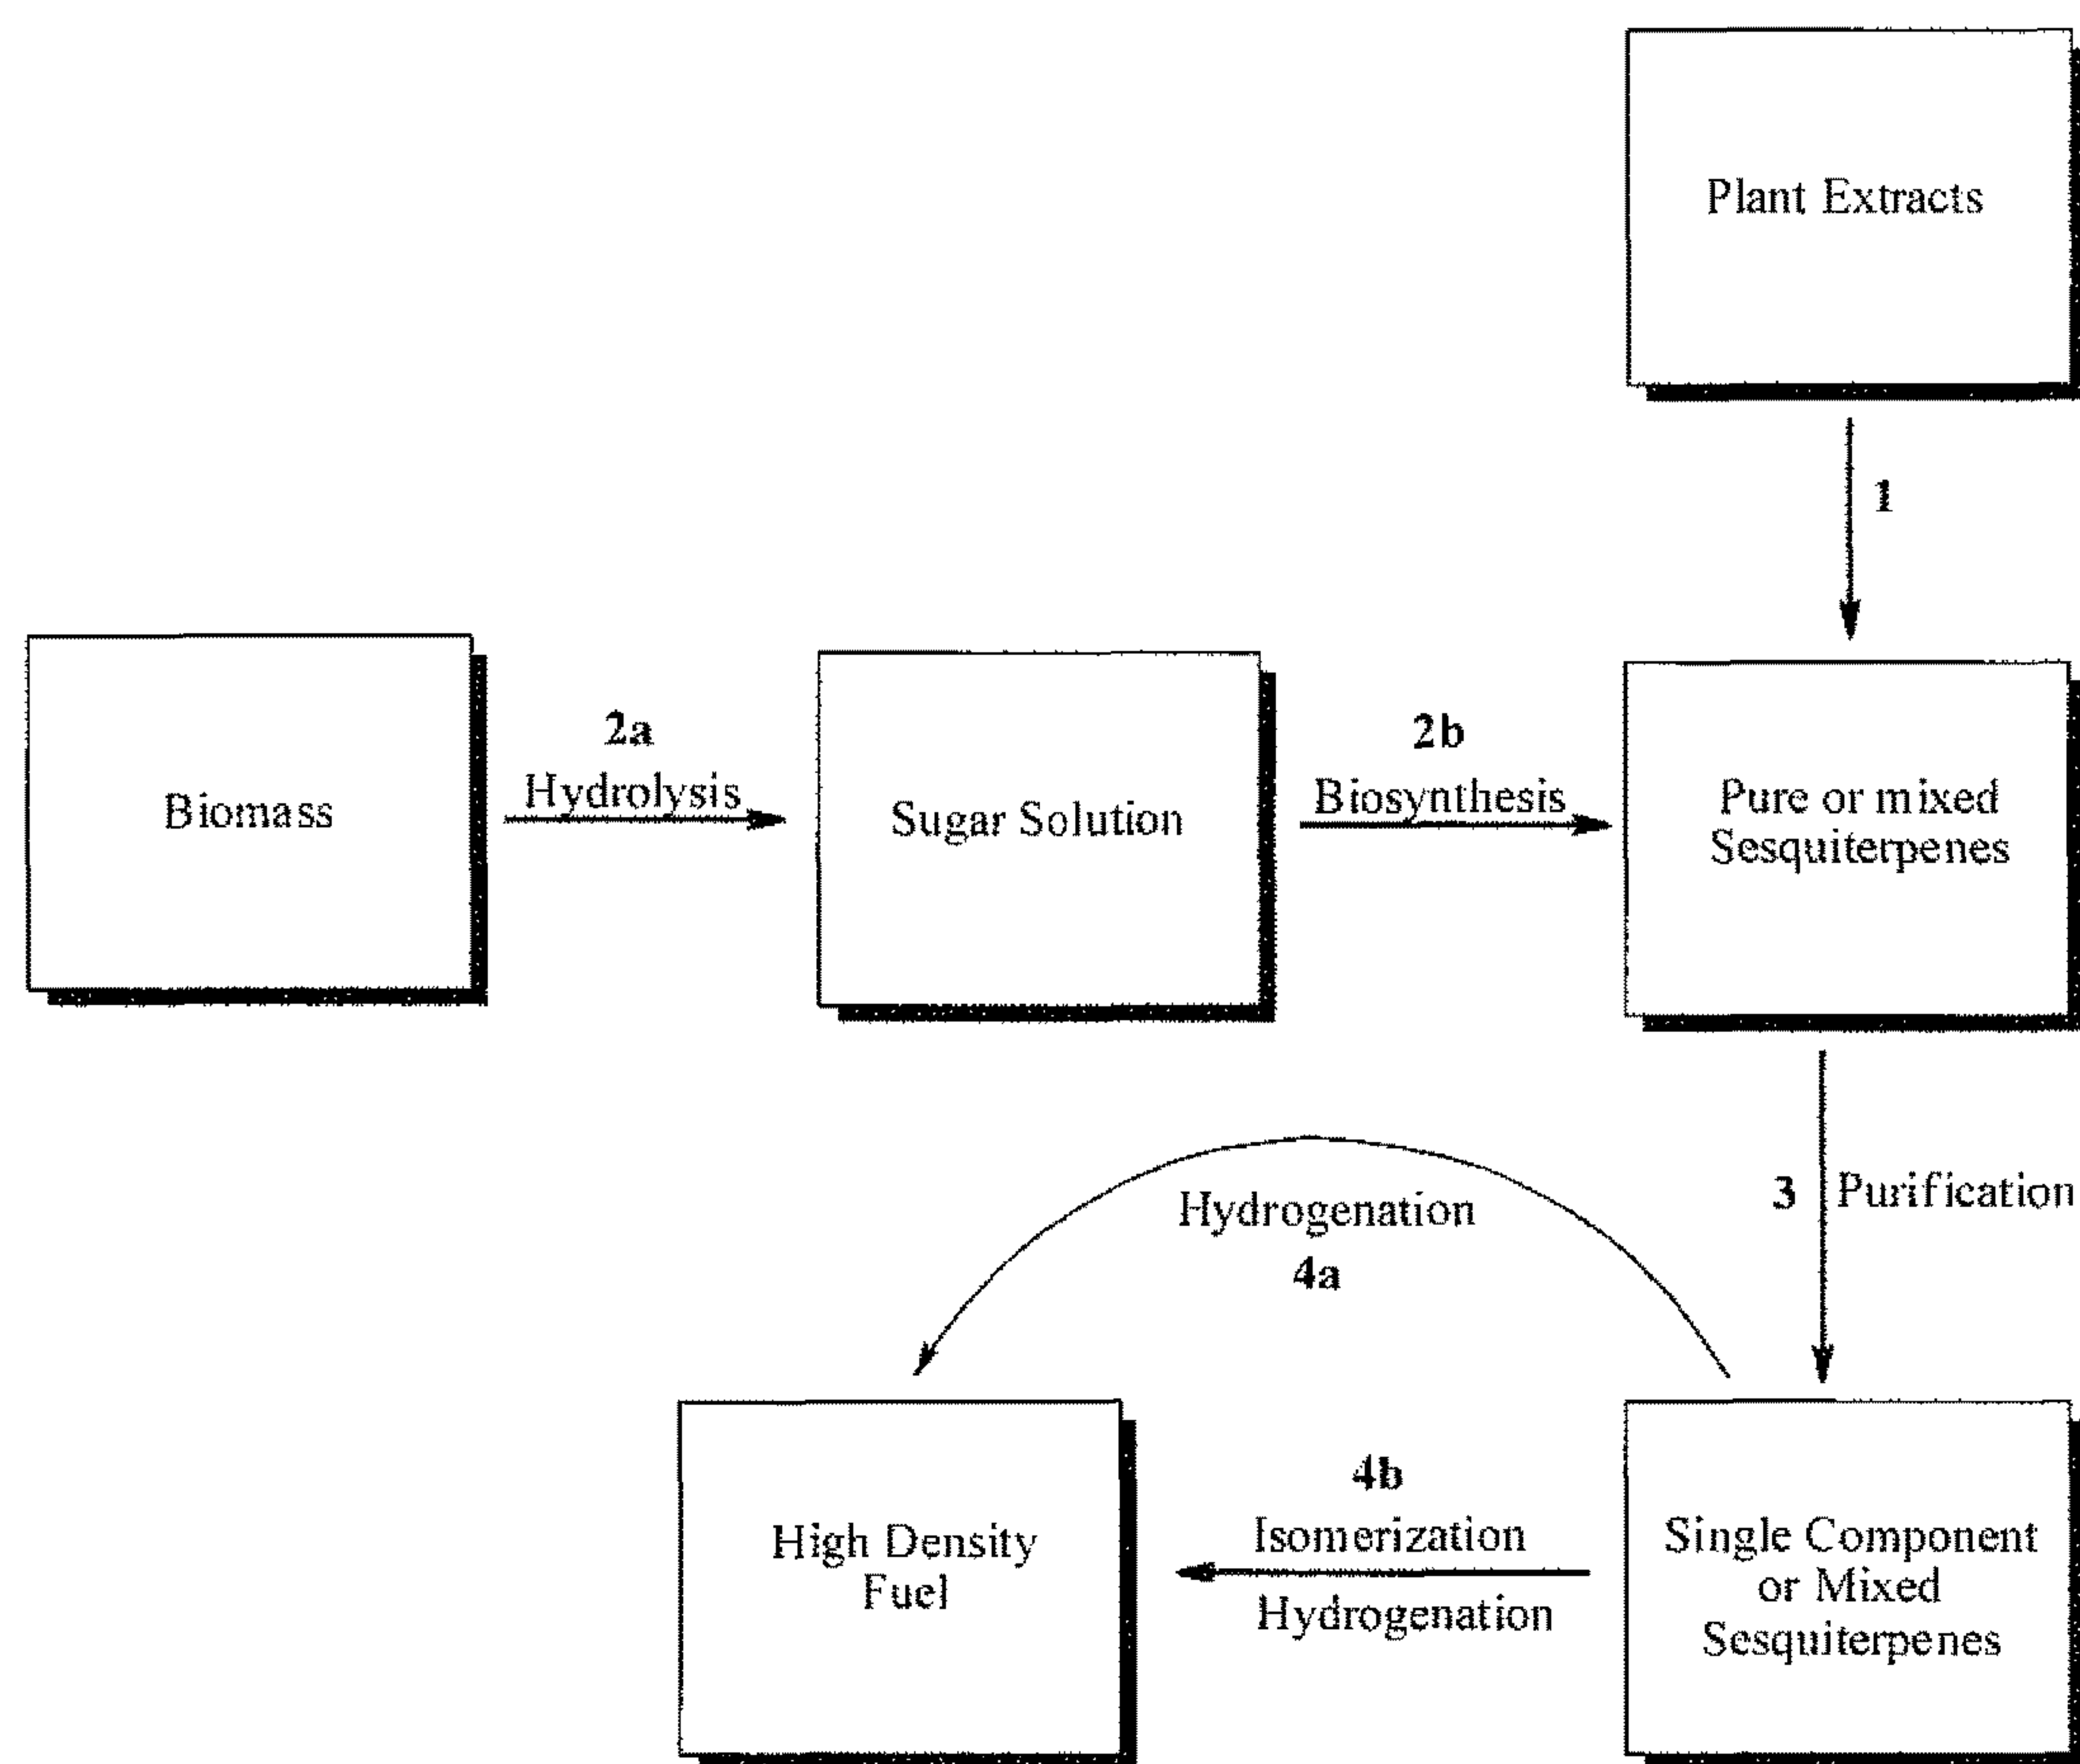 Plant Extracts
1
Biomass
2a
Hydrolysis
Sugar Solution
2b
Biosynthesis
Pure or mixed
Sesquiterpenes
3 Purification
Hydrogenation
4a
High Density
Fuel
4b
Isomerization
Hydrogenation
Single Component
or Mixed
Sesquiterpenes